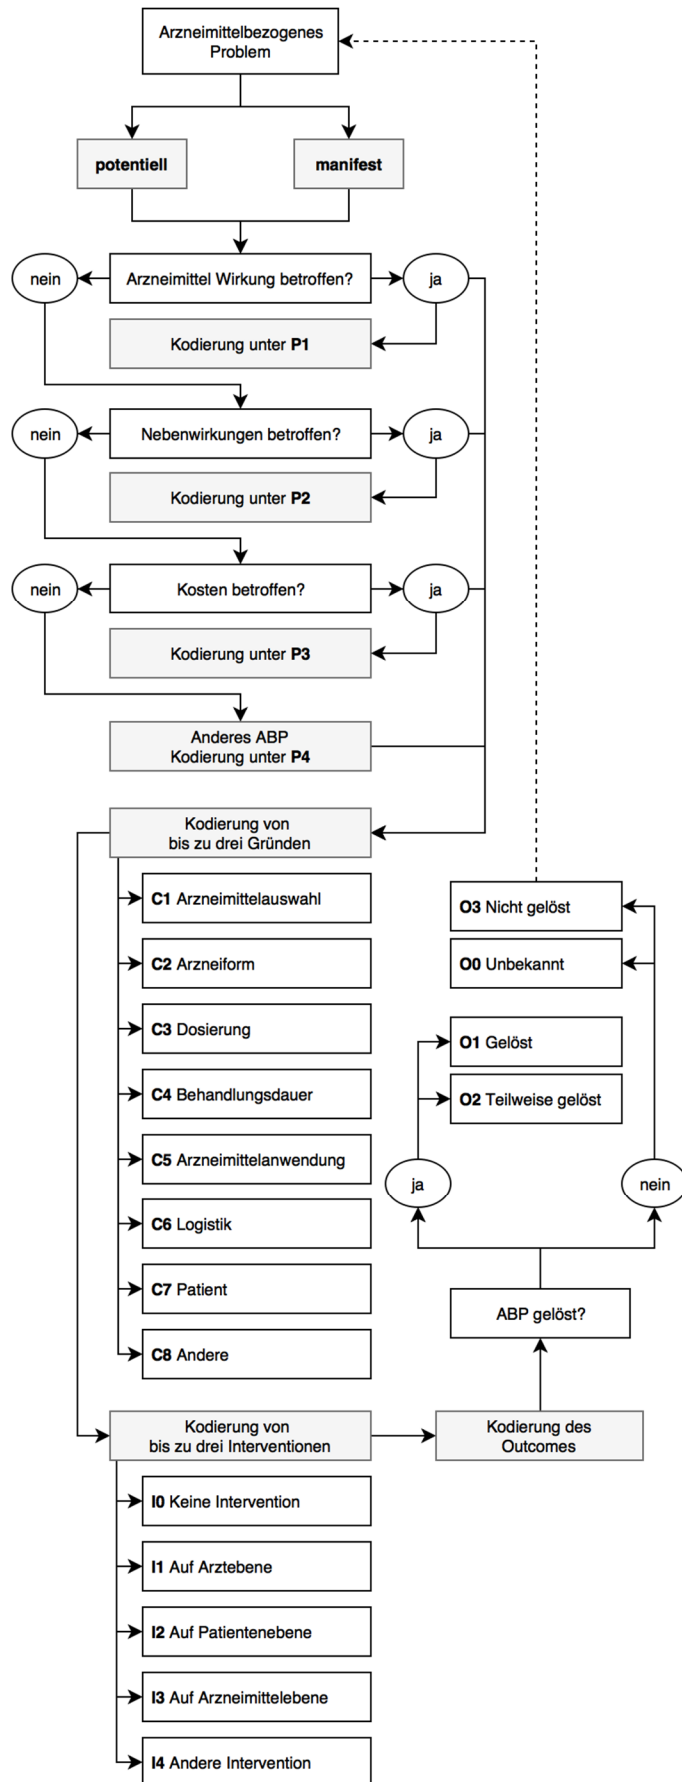 Arzneimittelbezogenes
Problem
potentiell
manifest
nein
Arzneimittel Wirkung betroffen?
ja
Kodierung unter P1
nein
Nebenwirkungen betroffen?
ja
Kodierung unter P2
nein
Kosten betroffen?
ja
Kodierung unter P3
Anderes ABP
Kodierung unter P4
Kodierung von
bis zu drei Gründen
C1 Arzneimittelauswahl
C2 Arzneiform
C3 Dosierung
C4 Behandlungsdauer
C5 Arzneimittelanwendung
C6 Logistik
C7 Patient
C8 Andere
Kodierung von
bis zu drei Interventionen
I0 Keine Intervention
I1 Auf Arztebene
I2 Auf Patientenebene
I3 Auf Arzneimittelebene
I4 Andere Intervention
Kodierung des
Outcomes
ABP gelöst?
ja
nein
O1 Gelöst
O2 Teilweise gelöst
O3 Nicht gelöst
O0 Unbekannt